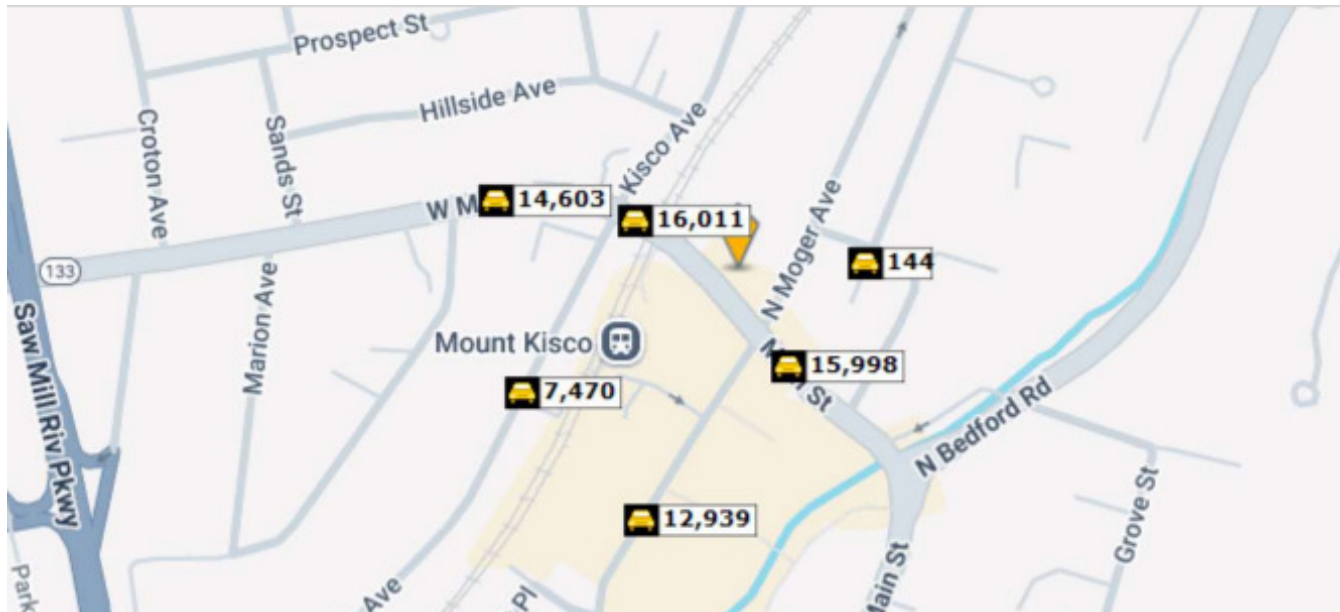 Prospect St
Hillside Ave
Croton Ave
Sands St
Kisco Ave
W M
14,603
16,011
N Moger Ave
144
133
Marion Ave
Saw Mill Riv Pkwy
Mount Kisco
15,998
7,470
St
N Bedford Rd
12,939
Grove St
Main St
Park
Ave
Pl